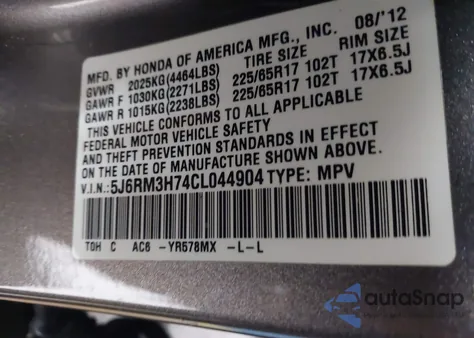 MFD. BY HONDA OF AMERICA MFG., INC. 08/'12
TIRE SIZE RIM SIZE
GVWR 2025KG(4464LBS)
GAWR F 1030KG(2271LBS) 225/65R17 102T 17X6.5J
GAWR R 1015KG(2238LBS) 225/65R17 102T 17X6.5J
THIS VEHICLE CONFORMS TO ALL APPLICABLE
FEDERAL MOTOR VEHICLE SAFETY
AND THEFT PREVENTION STANDARDS IN EFFECT
ON THE DATE OF MANUFACTURE SHOWN ABOVE.
V.I.N.: 5J6RM3H74CL044904 TYPE: MPV
TDH C AC6 -YR578MX -L-L
autoSnap